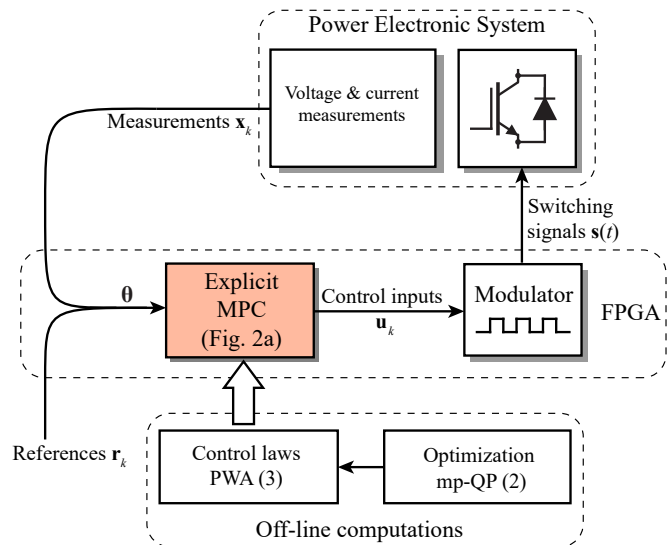 Power Electronic System
Voltage & current
measurements
Measurements x_k
Switching
signals s(t)
θ
Explicit
MPC
(Fig. 2a)
Control inputs
u_k
Modulator
FPGA
References r_k
Control laws
PWA (3)
Optimization
mp-QP (2)
Off-line computations